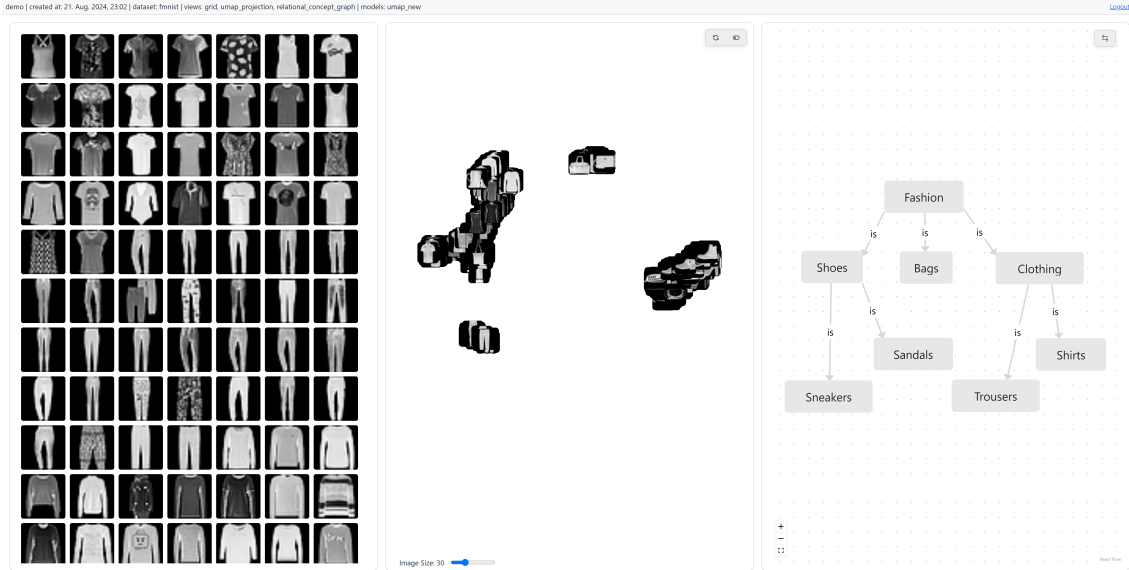 demo | created at: 21. Aug. 2024, 23:02 | dataset: fmnist | views: grid, umap_projection, relational_concept_graph | models: umap_new
Logout
Fashion
is
is
is
Shoes
Bags
Clothing
is
is
is
is
Sandals
Shirts
Sneakers
Trousers
Image Size: 30
React Flow